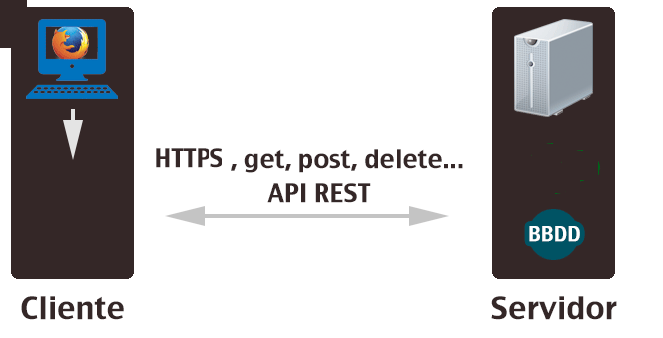 HTTPS , get, post, delete...
API REST
BBDD
Cliente
Servidor